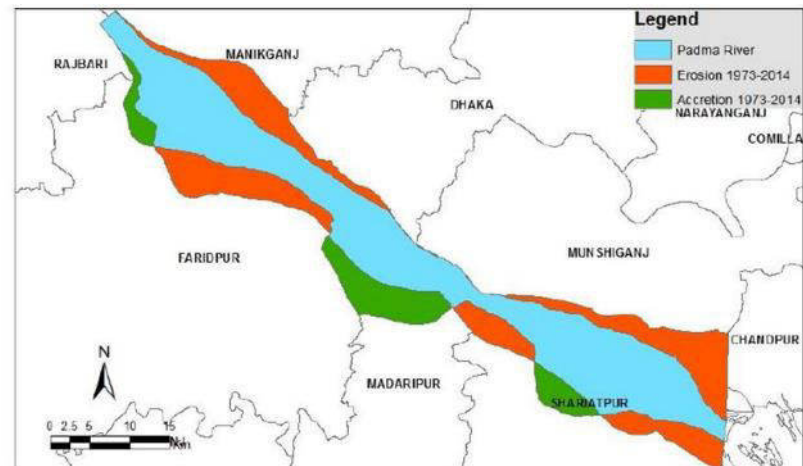 Legend
Padma River
Erosion 1973-2014
Accretion 1973-2014
RAJBARI
MANIKGANJ
DHAKA
NARAYANGANJ
COMILLA
FARIDPUR
MUNSHIGANJ
CHANDPUR
MADARIPUR
SHARIATPUR
N
0 2.5 5 10 15